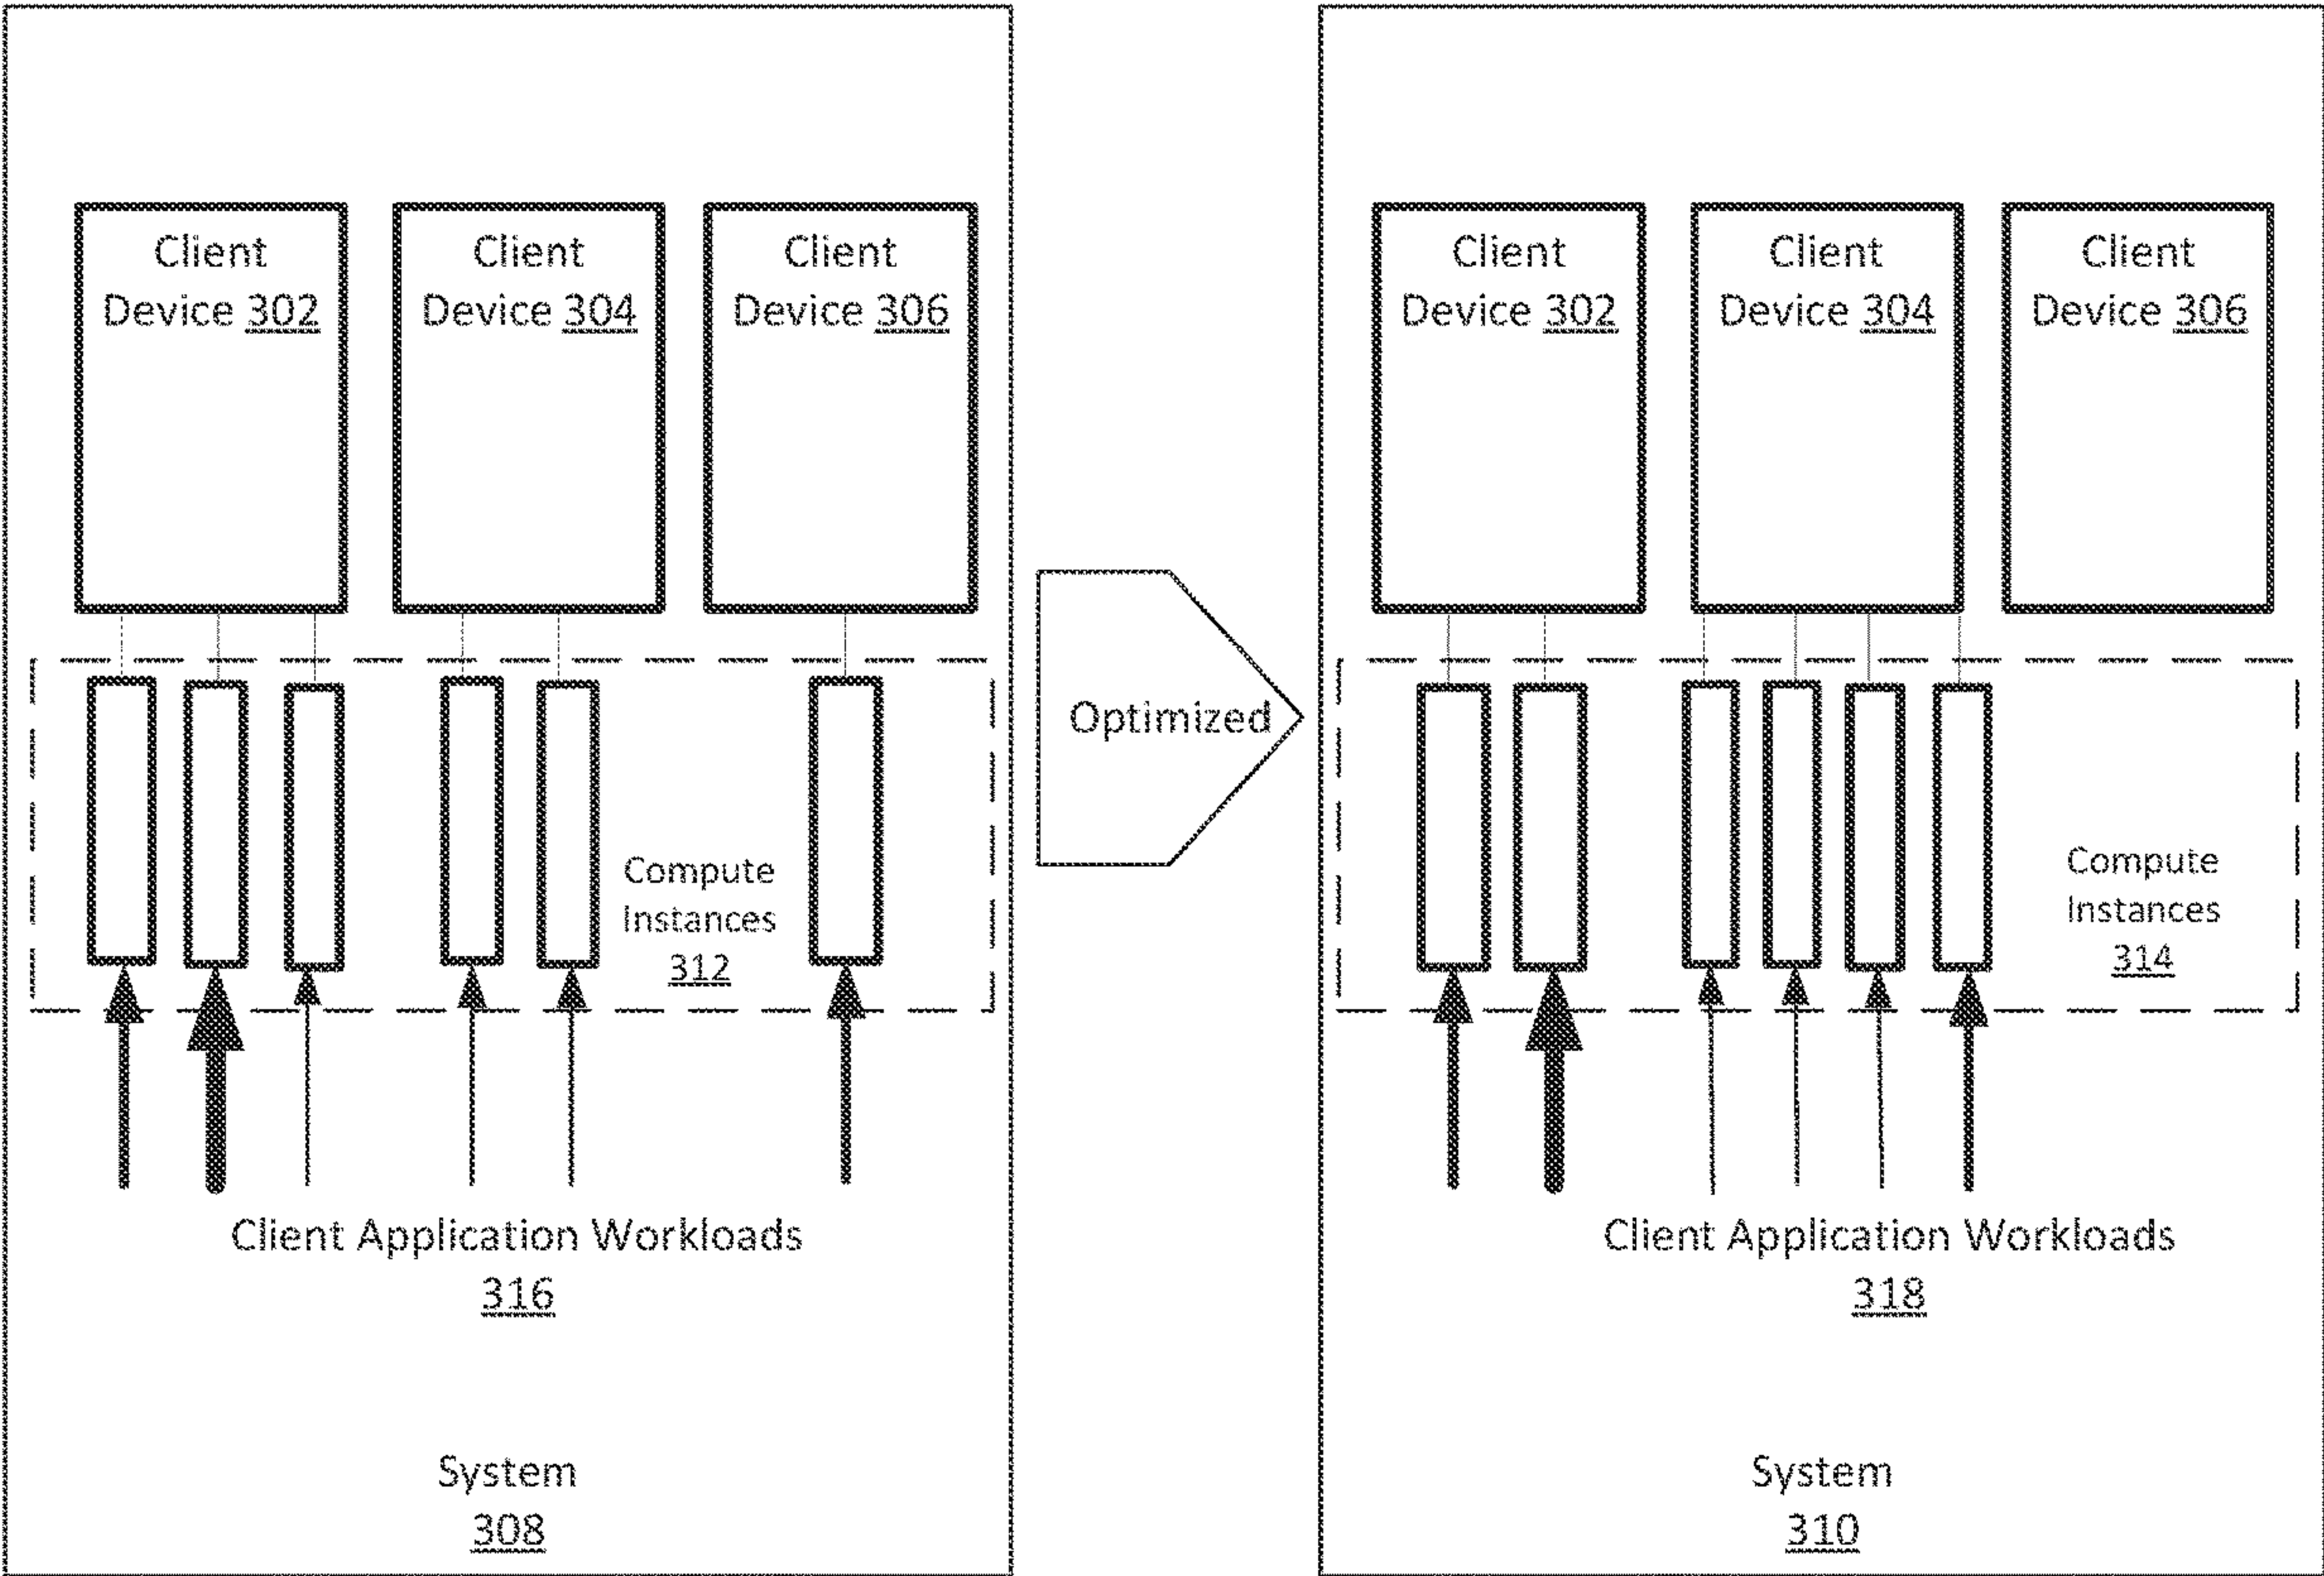 Client
Device 302
Client
Device 304
Client
Device 306
Compute
Instances
312
Client Application Workloads
316
System
308
Optimized
Client
Device 302
Client
Device 304
Client
Device 306
Compute
Instances
314
Client Application Workloads
318
System
310